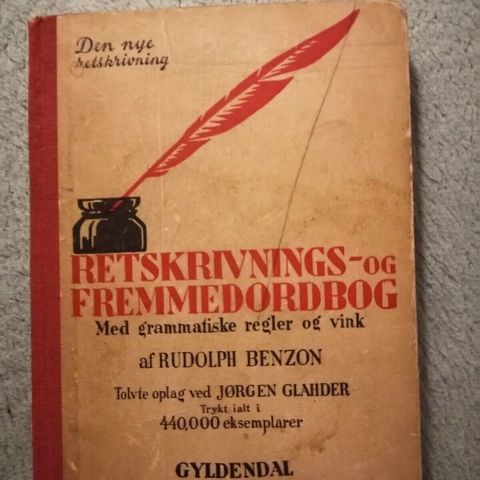 Den nye
retskrivning
RETSKRIVNINGS- OG
FREMMEDORDBOG
Med grammatiske regler og vink
af RUDOLPH BENZON
Tolvte oplag ved JØRGEN GLAHDER
Trykt ialt i
440,000 eksemplarer
GYLDENDAL